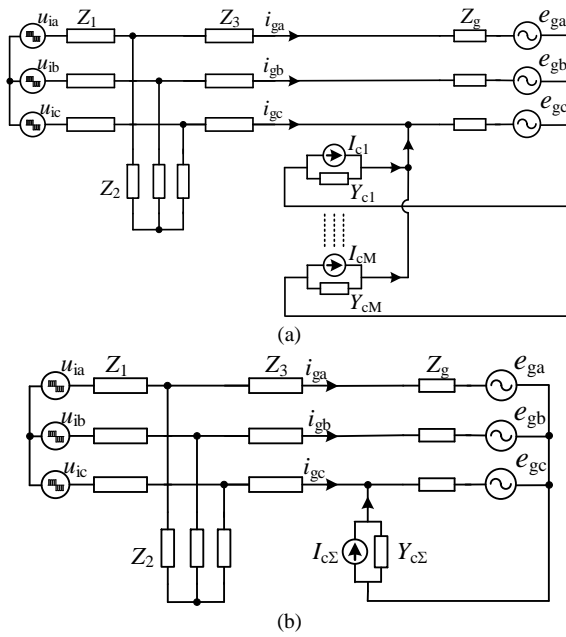 u_ia Z_1 Z_3 i_ga Z_g e_ga
u_ib i_gb e_gb
u_ic i_gc e_gc
I_c1
Z_2 Y_c1
I_cM
Y_cM
(a)
u_ia Z_1 Z_3 i_ga Z_g e_ga
u_ib i_gb e_gb
u_ic i_gc e_gc
Z_2 I_cΣ Y_cΣ
(b)